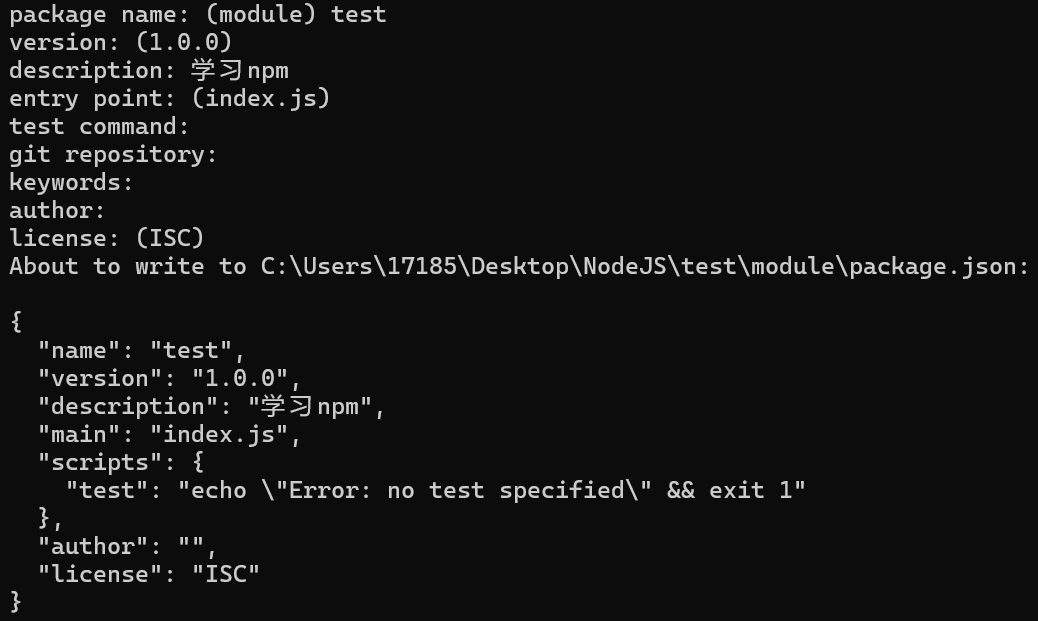 package name: (module) test
version: (1.0.0)
description: 学习npm
entry point: (index.js)
test command:
git repository:
keywords:
author:
license: (ISC)
About to write to C:\Users\17185\Desktop\NodeJS\test\module\package.json:

{
  "name": "test",
  "version": "1.0.0",
  "description": "学习npm",
  "main": "index.js",
  "scripts": {
    "test": "echo \"Error: no test specified\" && exit 1"
  },
  "author": "",
  "license": "ISC"
}